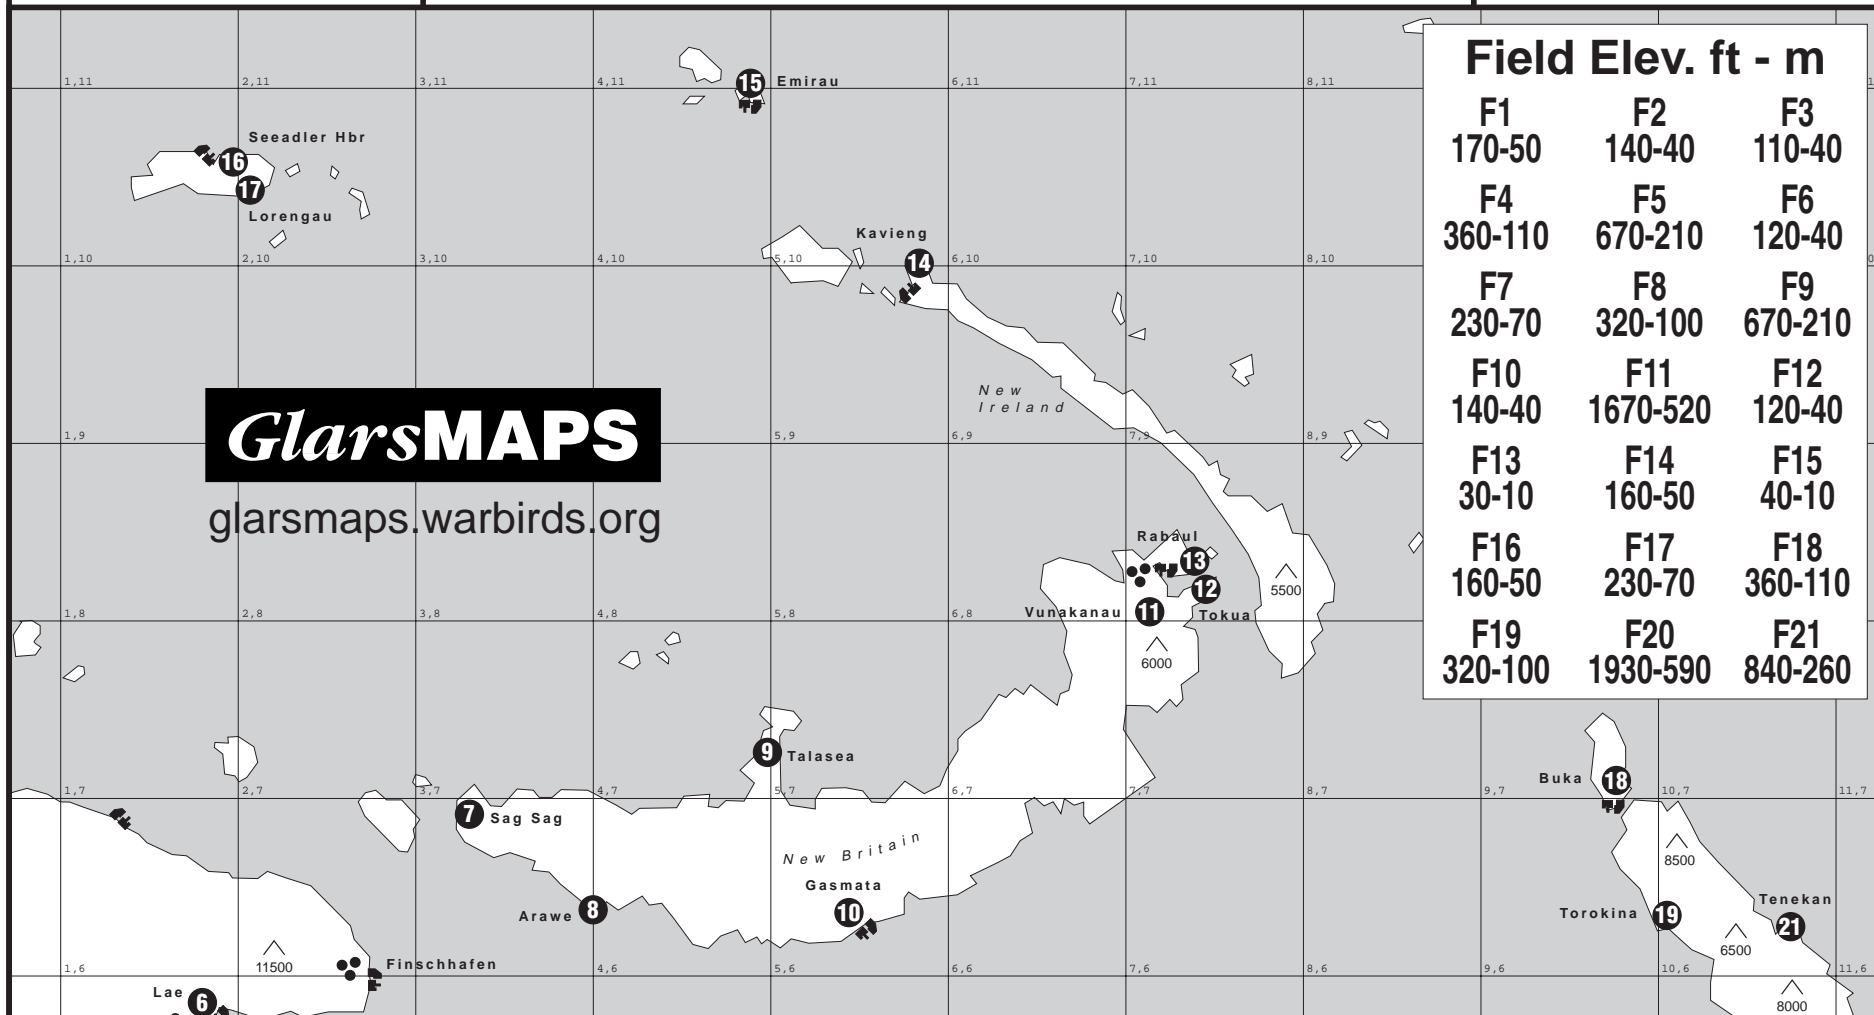 Field Elev. ft - m
F1 F2 F3
170-50 140-40 110-40
F4 F5 F6
360-110 670-210 120-40
F7 F8 F9
230-70 320-100 670-210
F10 F11 F12
140-40 1670-520 120-40
F13 F14 F15
30-10 160-50 40-10
F16 F17 F18
160-50 230-70 360-110
F19 F20 F21
320-100 1930-590 840-260
1,11 2,11 3,11 4,11 6,11 7,11 8,11
15 Emirau
Seeadler Hbr
16
17
Lorengau
Kavieng
14
1,10 2,10 3,10 4,10 5,10 6,10 7,10 8,10
New
Ireland
GlarsMAPS
glarsmaps.warbirds.org
1,9 5,9 6,9 7,9 8,9
Rabaul
13
12
5500
Vunakanau 11 Tokua
1,8 2,8 3,8 4,8 5,8 6,8 8,8
6000
9 Talasea
Buka 18
1,7 2,7 3,7 4,7 5,7 6,7 7,7 8,7 9,7 10,7 11,7
7 Sag Sag
New Britain
8500
Gasmata
10
Arawe 8
Tenekan
Torokina 19
21
6500
11500
Finschhafen
1,6 4,6 5,6 6,6 7,6 8,6 9,6 10,6 11,6
Lae 6
8000